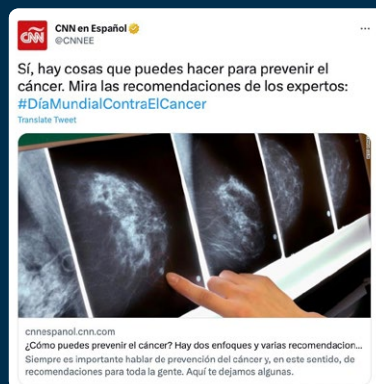 CNN
CNN en Español
@CNNEE
Sí, hay cosas que puedes hacer para prevenir el
cáncer. Mira las recomendaciones de los expertos:
#DíaMundialContraElCancer
Translate Tweet
cnnespanol.cnn.com
¿Cómo puedes prevenir el cáncer? Hay dos enfoques y varias recomendacion...
Siempre es importante hablar de prevención del cáncer y, en este sentido, de
recomendaciones para toda la gente. Aquí te dejamos algunas.